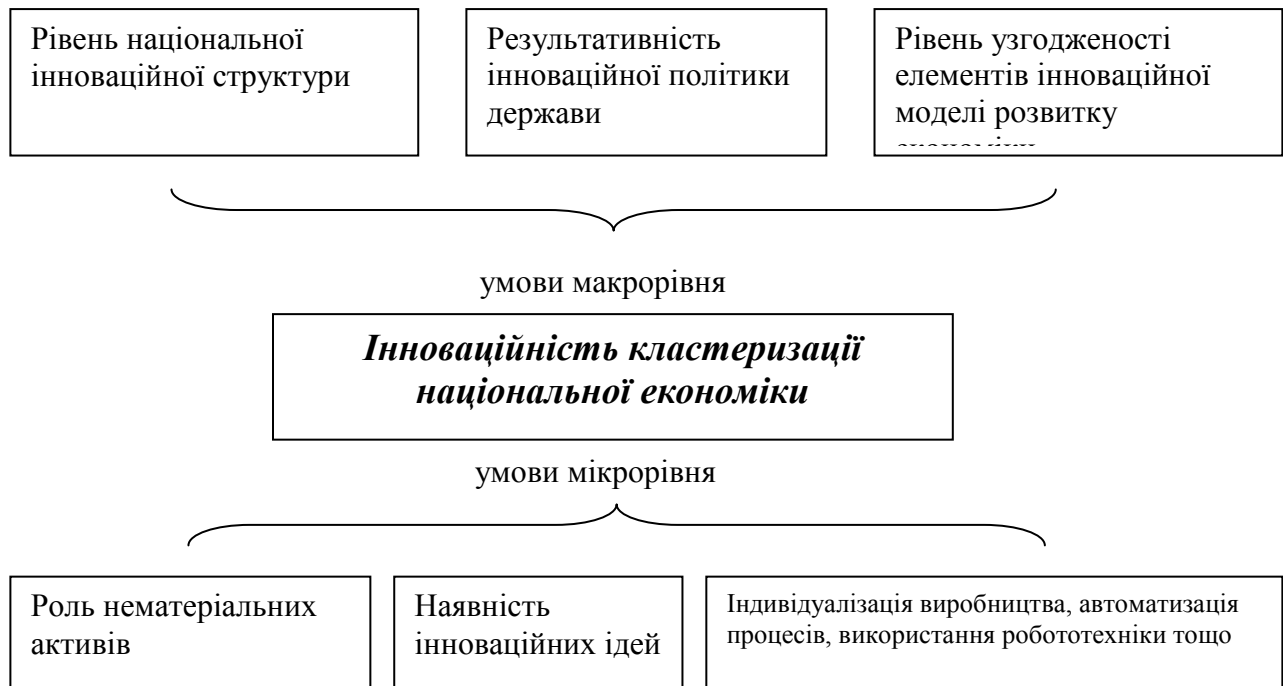 Рівень національної
інноваційної структури
Результативність
інноваційної політики
держави
Рівень узгодженості
елементів інноваційної
моделі розвитку
умови макрорівня
Інноваційність кластеризації
національної економіки
умови мікрорівня
Роль нематеріальних
активів
Наявність
інноваційних ідей
Індивідуалізація виробництва, автоматизація
процесів, використання робототехніки тощо